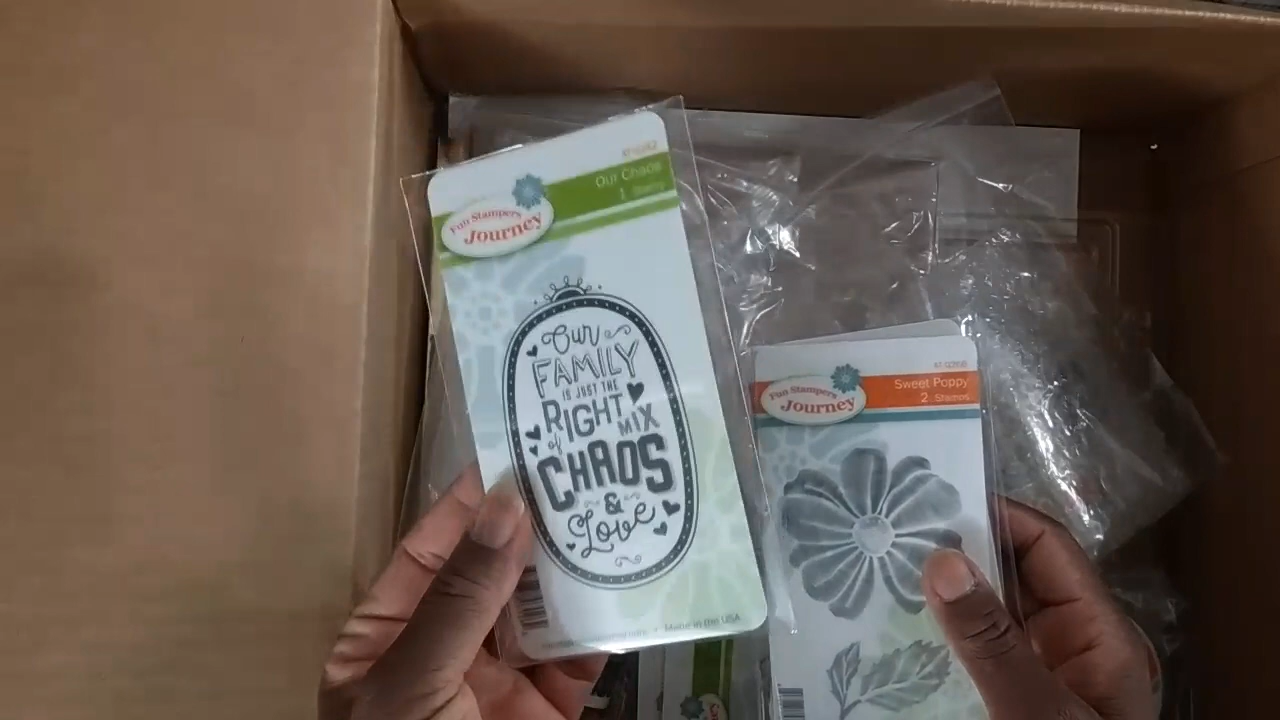 Our Chaos
1 Stamp
Fun Stampers
Journey
Our
FAMILY
IS JUST THE
RIGHT
of MIX
CHAOS
&
Love
Made in the USA
Sweet Poppy
2 Stamps
Fun Stampers
Journey